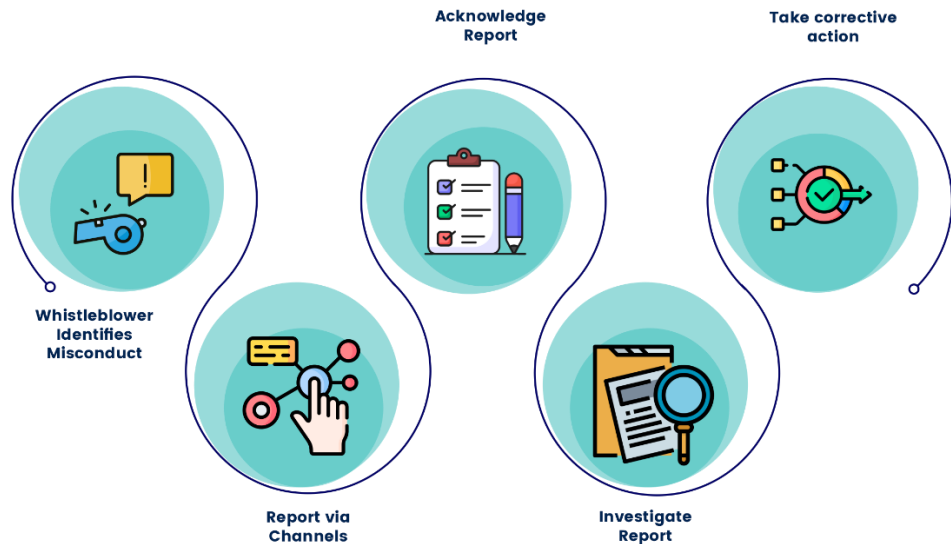 Whistleblower
Identifies
Misconduct
Report via
Channels
Acknowledge
Report
Investigate
Report
Take corrective
action